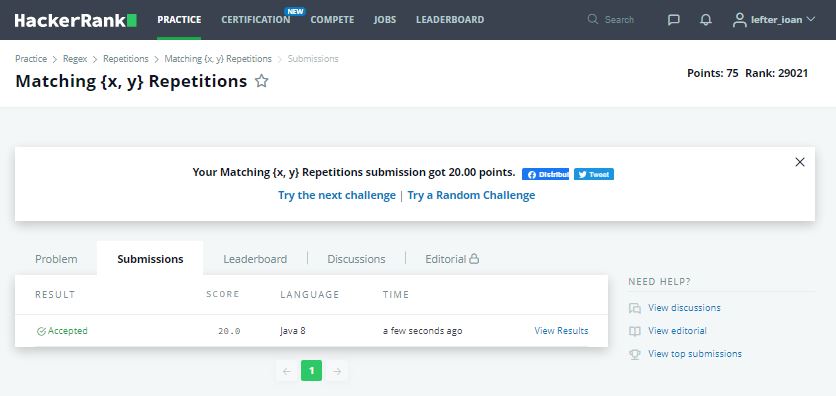 HackerRank PRACTICE CERTIFICATION NEW COMPETE JOBS LEADERBOARD Search lefter_ioan
Practice > Regex > Repetitions > Matching {x, y} Repetitions > Submissions
Matching {x, y} Repetitions
Points: 75 Rank: 29021
Your Matching {x, y} Repetitions submission got 20.00 points. Distribui Tweet
Try the next challenge | Try a Random Challenge
Problem Submissions Leaderboard Discussions Editorial
RESULT SCORE LANGUAGE TIME
Accepted 20.0 Java 8 a few seconds ago View Results
1
NEED HELP?
View discussions
View editorial
View top submissions